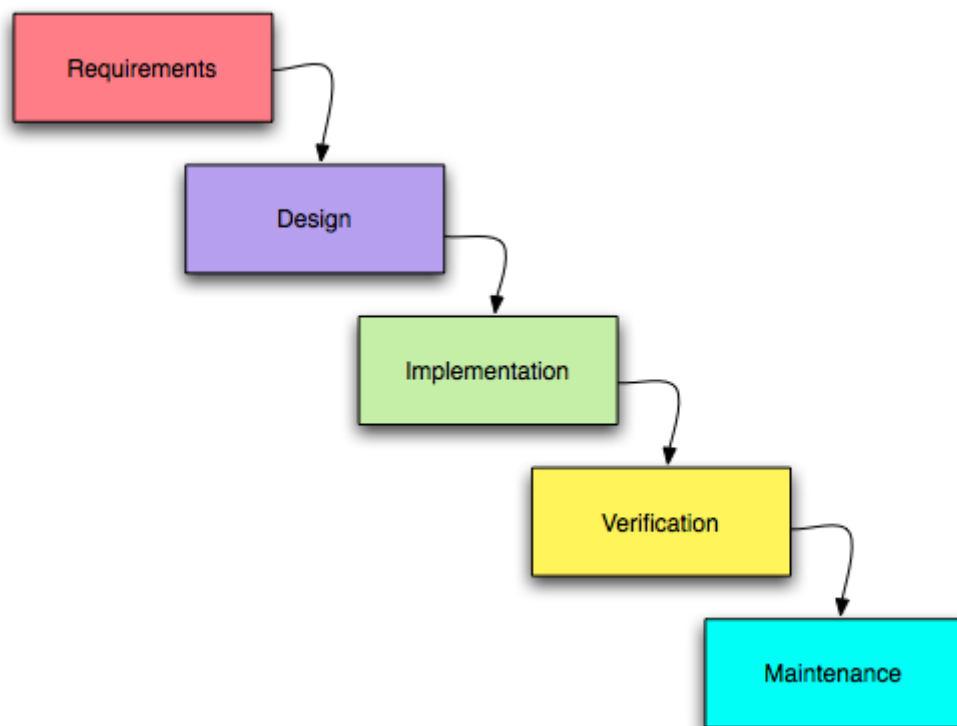 Requirements
Design
Implementation
Verification
Maintenance